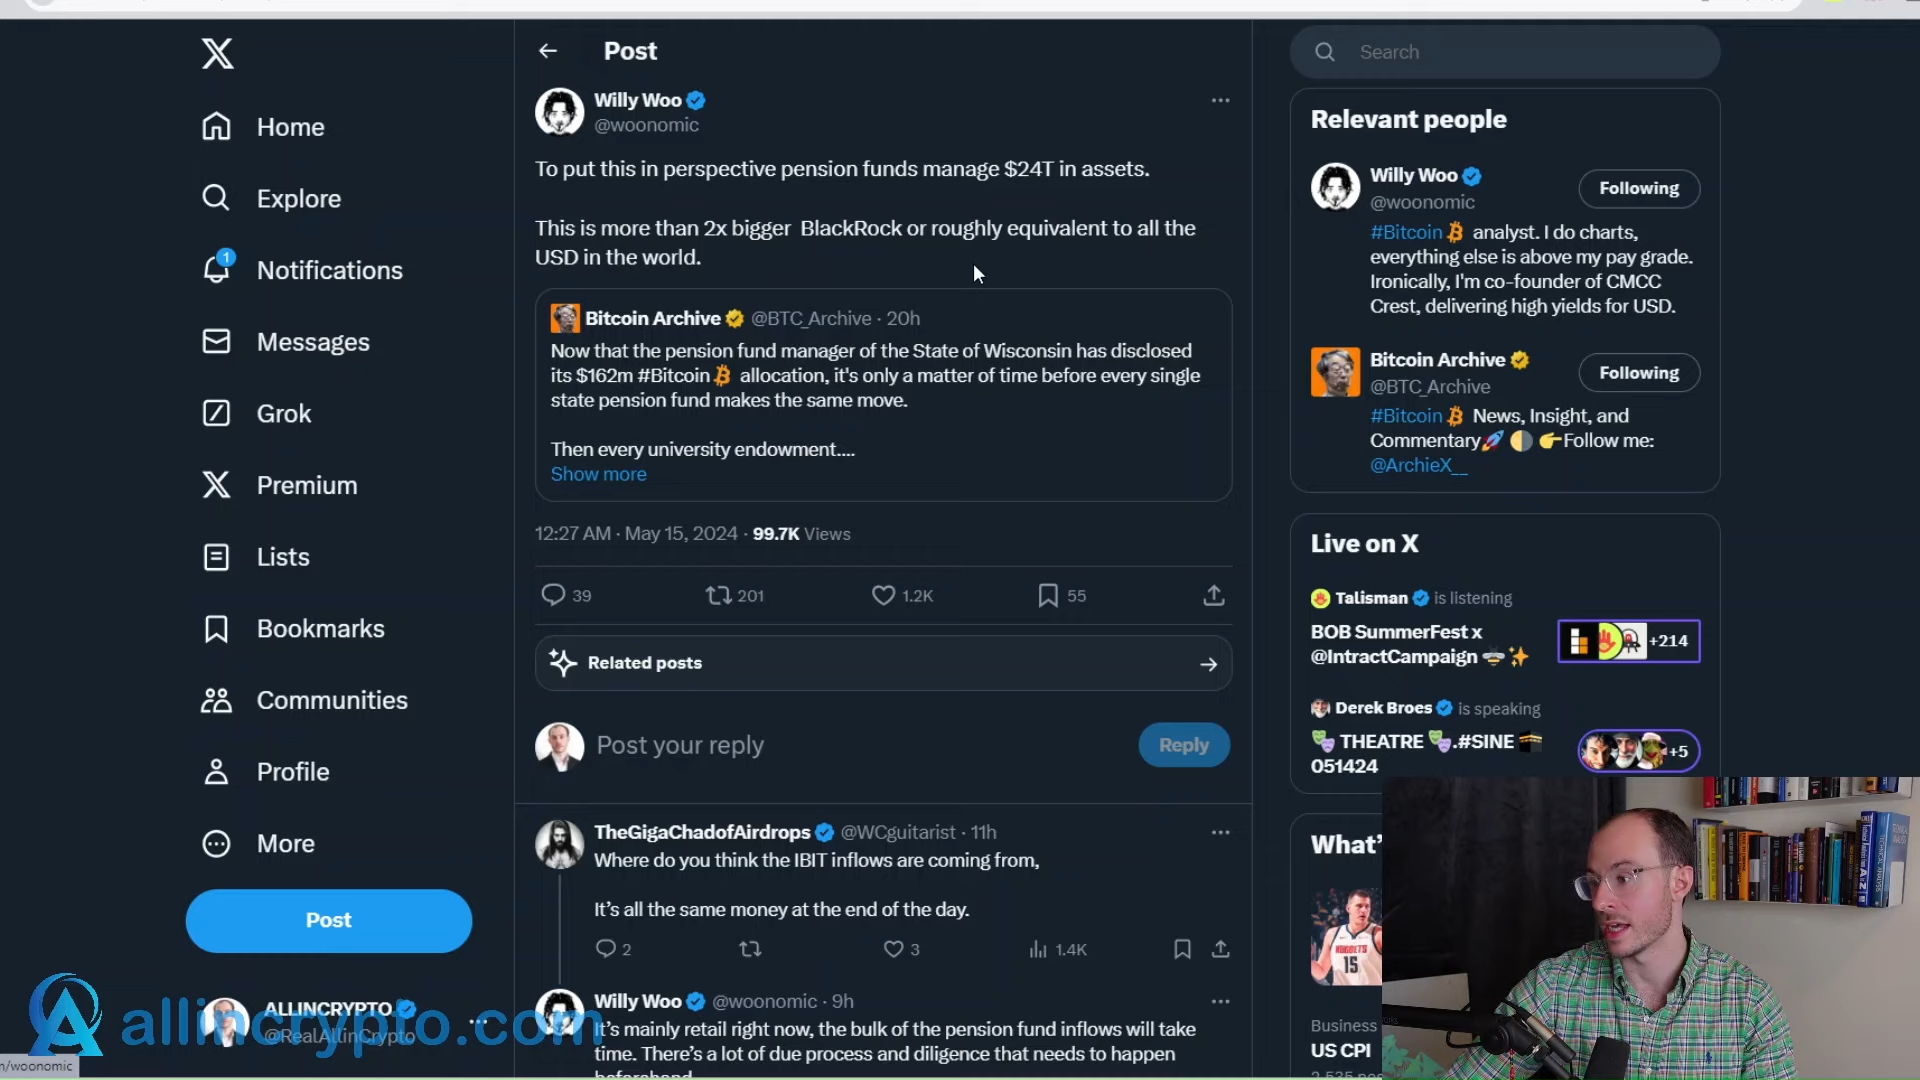 Home
Explore
1
Notifications
Messages
Grok
Premium
Lists
Bookmarks
Communities
Profile
More
Post
ALLINCRYPTO
@RealAllinCrypto
allincrypto.com
n/woonomic
Post
Willy Woo
@woonomic
To put this in perspective pension funds manage $24T in assets.
This is more than 2x bigger BlackRock or roughly equivalent to all the
USD in the world.
Bitcoin Archive @BTC_Archive · 20h
Now that the pension fund manager of the State of Wisconsin has disclosed
its $162m #Bitcoin allocation, it's only a matter of time before every single
state pension fund makes the same move.
Then every university endowment....
Show more
12:27 AM · May 15, 2024 · 99.7K Views
39 201 1.2K 55
Related posts
Post your reply
Reply
TheGigaChadofAirdrops @WCguitarist · 11h
Where do you think the IBIT inflows are coming from,
It's all the same money at the end of the day.
2 3 1.4K
Willy Woo @woonomic · 9h
It's mainly retail right now, the bulk of the pension fund inflows will take
time. There's a lot of due process and diligence that needs to happen
beforehand
Search
Relevant people
Willy Woo
@woonomic
Following
#Bitcoin analyst. I do charts,
everything else is above my pay grade.
Ironically, I'm co-founder of CMCC
Crest, delivering high yields for USD.
Bitcoin Archive
@BTC_Archive
Following
#Bitcoin News, Insight, and
Commentary Follow me:
@ArchieX__
Live on X
Talisman is listening
BOB SummerFest x
@IntractCampaign
+214
Derek Broes is speaking
THEATRE .#SINE
051424
+5
What'
NUGGETS
15
Business
US CPI